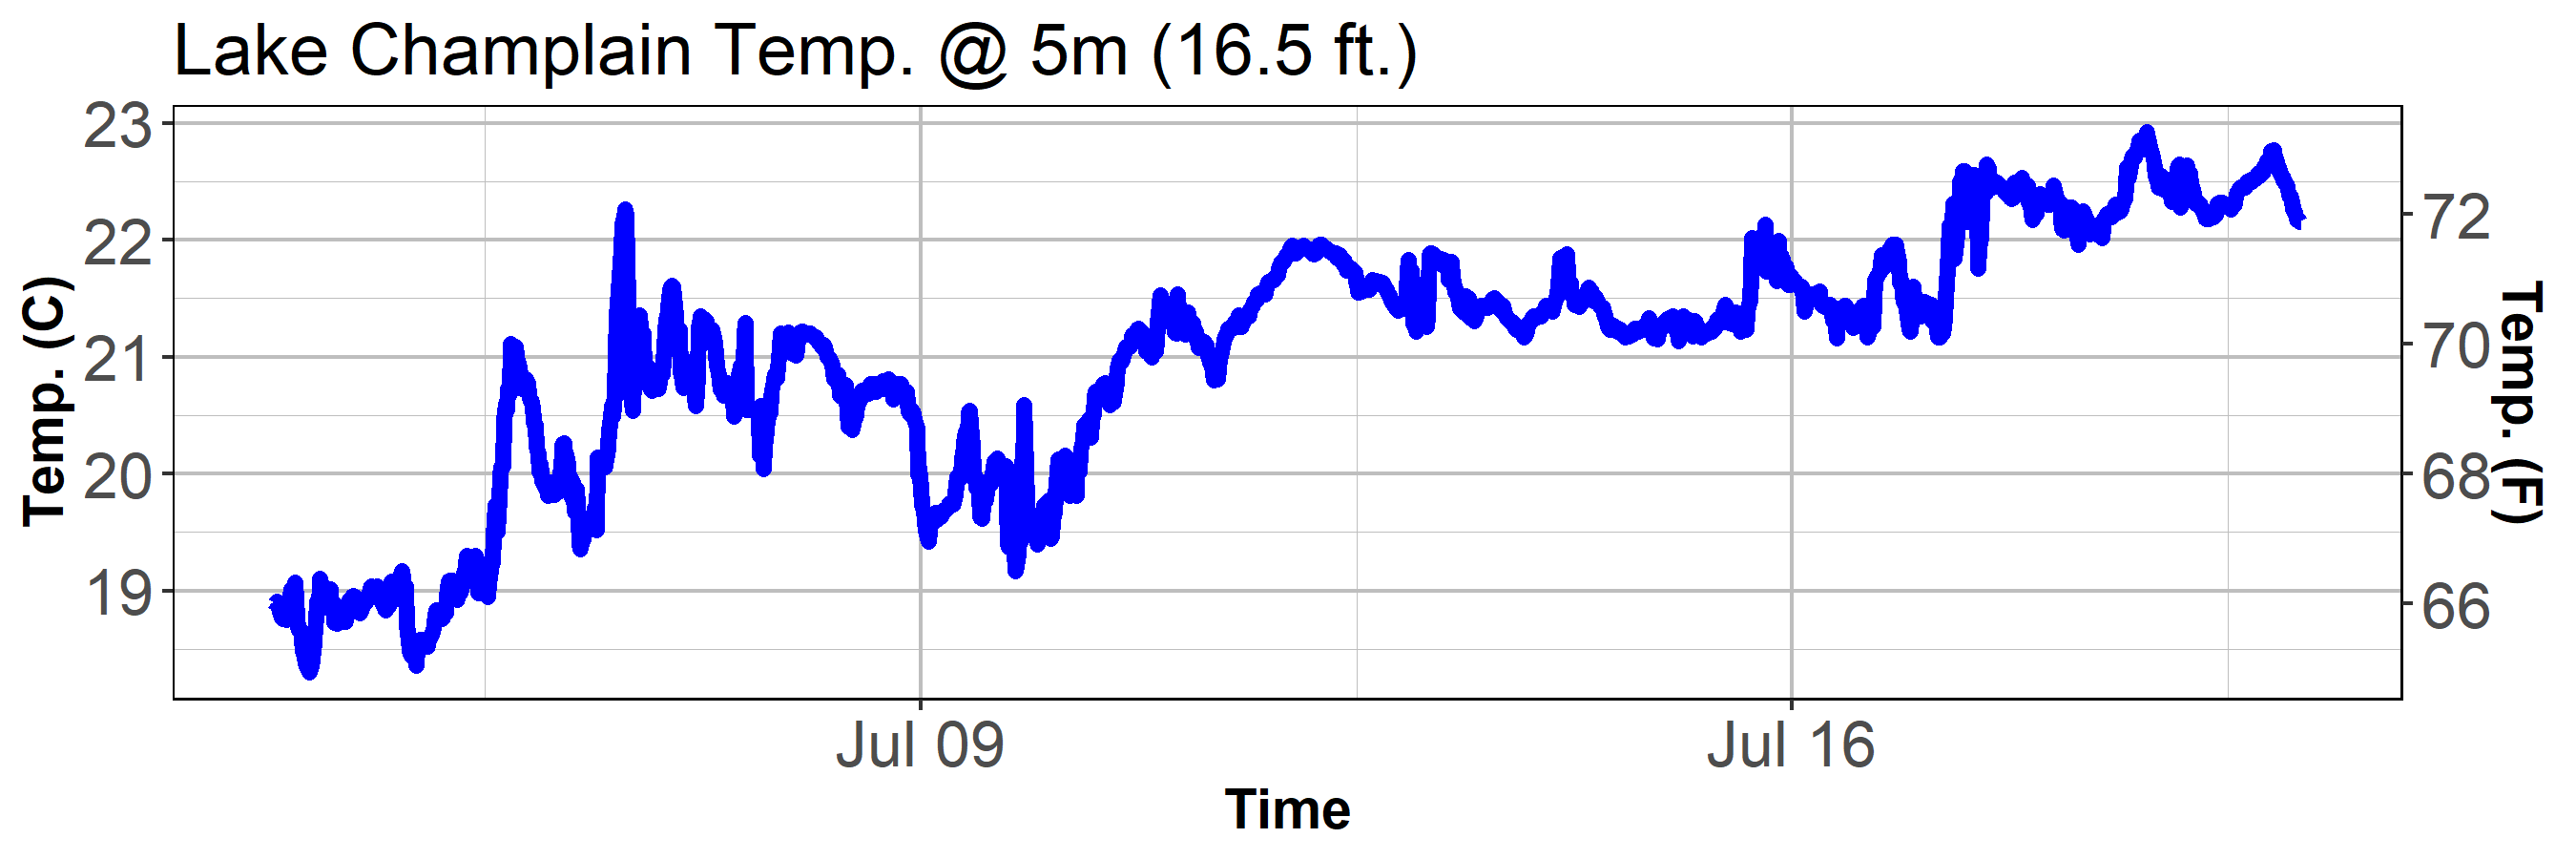 Lake Champlain Temp. @ 5m (16.5 ft.)
23
22
21
20
19
Temp. (C)
72
70
68
66
Temp. (F)
Jul 09
Jul 16
Time